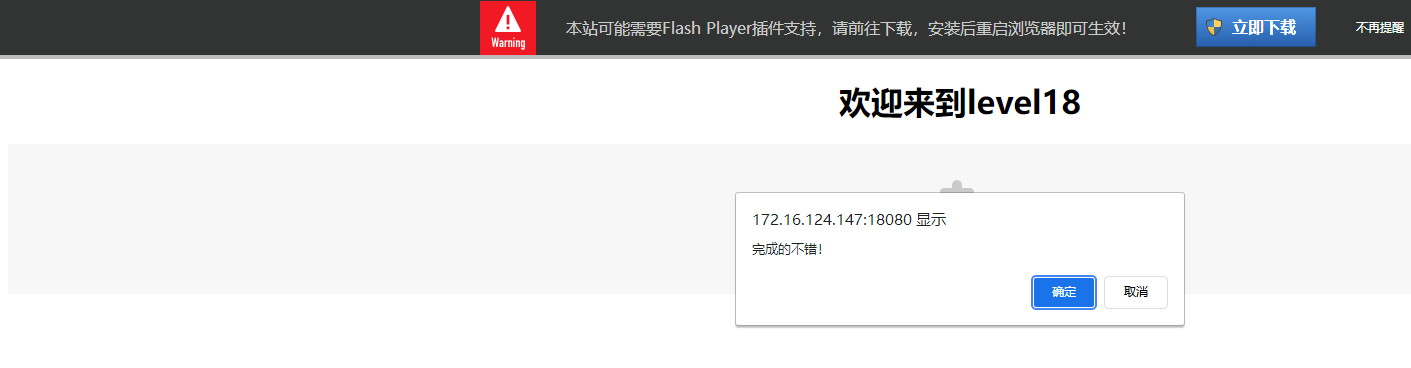 Warning
本站可能需要Flash Player插件支持，请前往下载，安装后重启浏览器即可生效！
立即下载
不再提醒
欢迎来到level18
172.16.124.147:18080 显示
完成的不错！
确定
取消